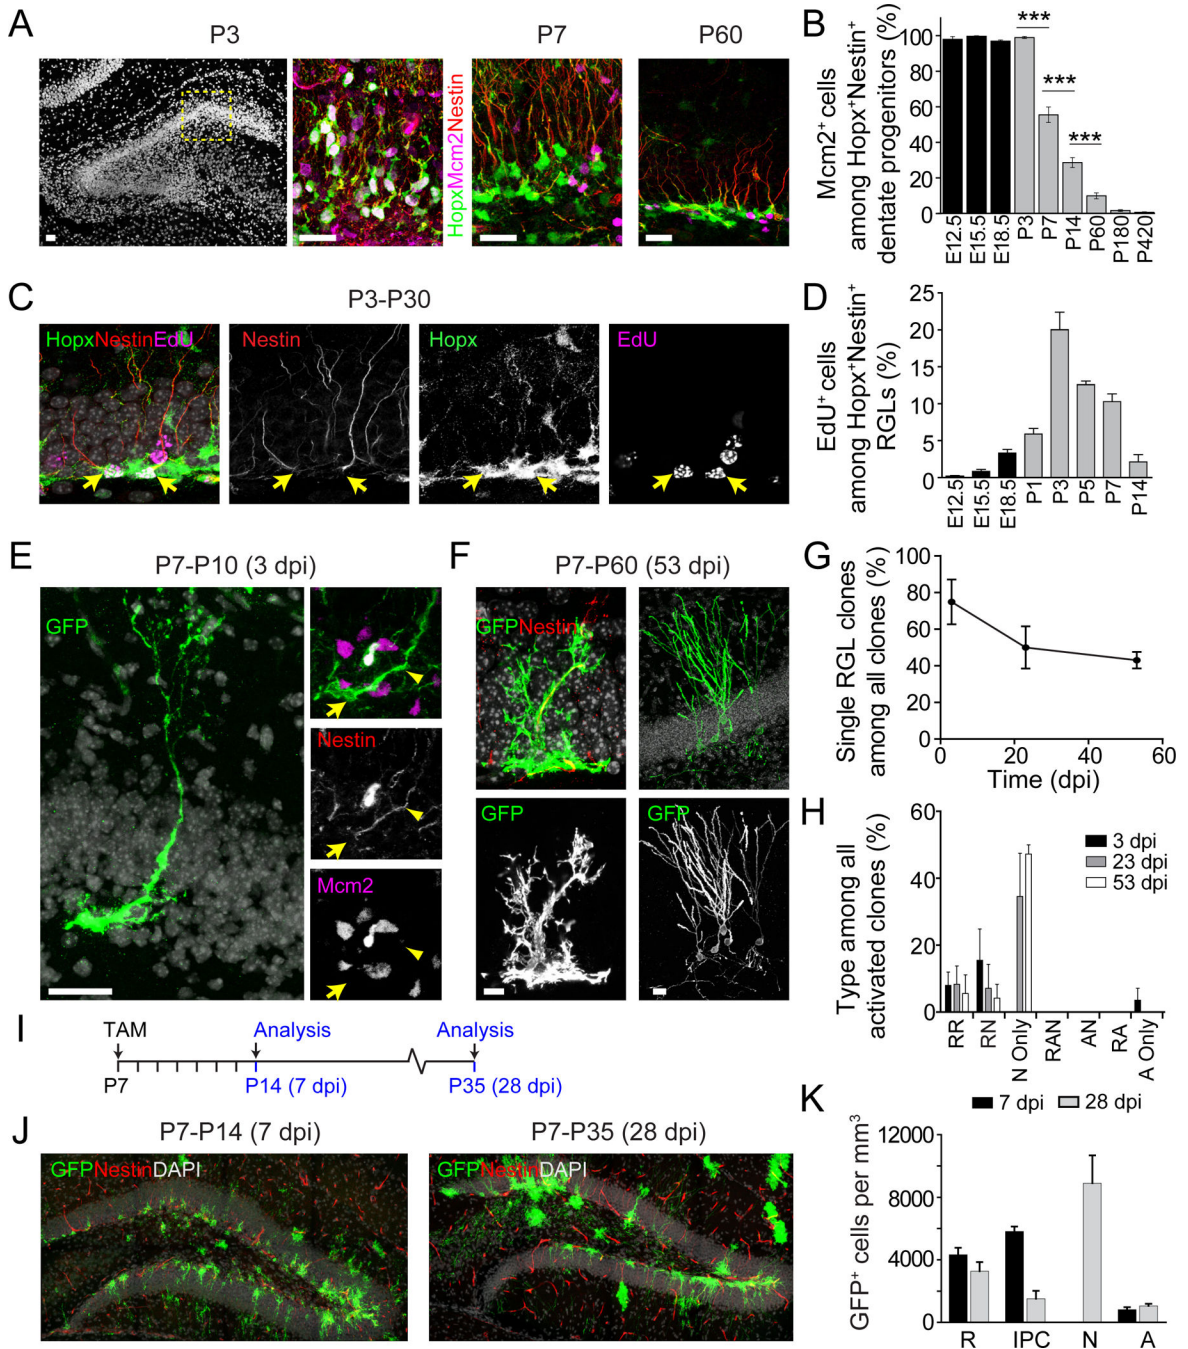 A
P3
P7
P60
HopxMcm2Nestin
B
Mcm2+ cells
among Hopx+Nestin+
dentate progenitors (%)
100
80
60
40
20
0
***
***
***
E12.5
E15.5
E18.5
P3
P7
P14
P60
P180
P420
C
P3-P30
HopxNestinEdU
Nestin
Hopx
EdU
D
EdU+ cells
among Hopx+Nestin+
RGLs (%)
25
20
15
10
5
0
E12.5
E15.5
E18.5
P1
P3
P5
P7
P14
E
P7-P10 (3 dpi)
GFP
Nestin
Mcm2
F
P7-P60 (53 dpi)
GFPNestin
GFP
GFP
G
Single RGL clones
among all clones (%)
100
80
60
40
20
0
0 20 40 60
Time (dpi)
H
Type among all
activated clones (%)
60
40
20
0
3 dpi
23 dpi
53 dpi
RR
RN
N Only
RAN
AN
RA
A Only
I
TAM
Analysis
Analysis
P7
P14 (7 dpi)
P35 (28 dpi)
J
P7-P14 (7 dpi)
P7-P35 (28 dpi)
GFPNestinDAPI
GFPNestinDAPI
K
7 dpi 28 dpi
GFP+ cells per mm3
12000
8000
4000
0
R IPC N A